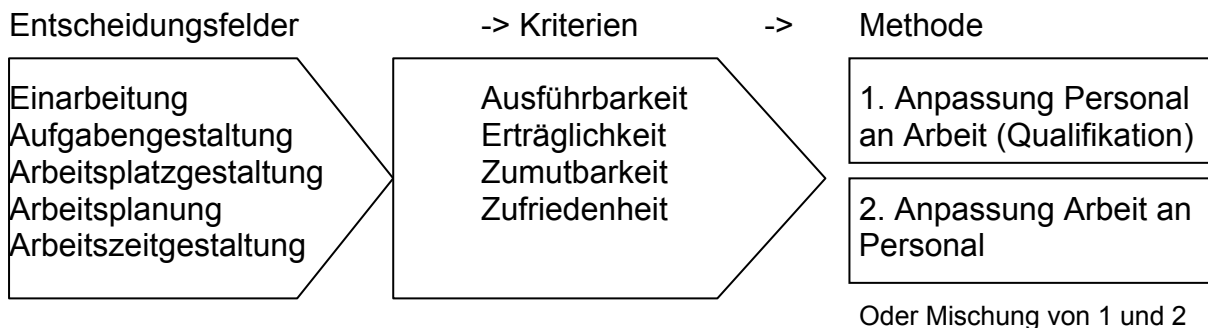 Entscheidungsfelder -> Kriterien -> Methode
Einarbeitung
Aufgabengestaltung
Arbeitsplatzgestaltung
Arbeitsplanung
Arbeitszeitgestaltung
Ausführbarkeit
Erträglichkeit
Zumutbarkeit
Zufriedenheit
1. Anpassung Personal
an Arbeit (Qualifikation)
2. Anpassung Arbeit an
Personal
Oder Mischung von 1 und 2